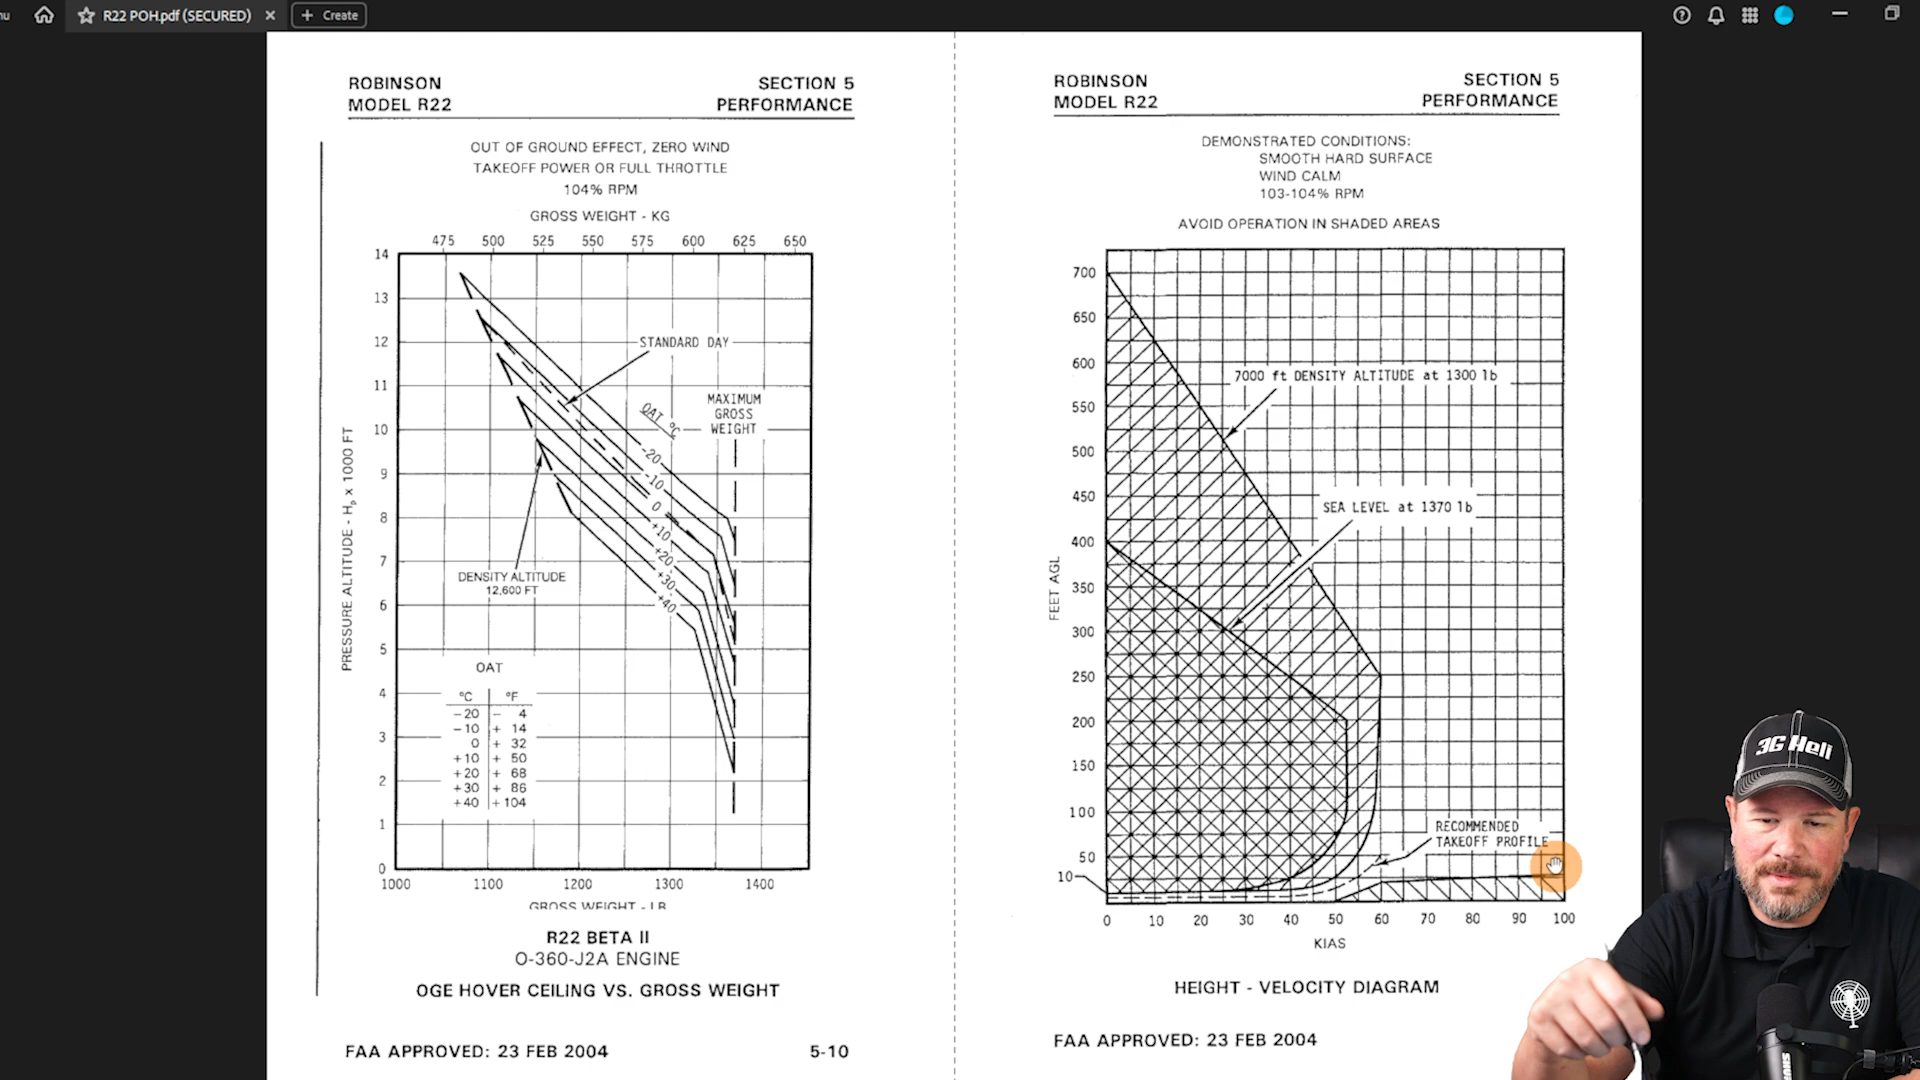 nu
R22 POH.pdf (SECURED)
Create
ROBINSON
MODEL R22
SECTION 5
PERFORMANCE
OUT OF GROUND EFFECT, ZERO WIND
TAKEOFF POWER OR FULL THROTTLE
104% RPM
GROSS WEIGHT - KG
475 500 525 550 575 600 625 650
14
13
12
11
10
9
8
7
6
5
4
3
2
1
0
PRESSURE ALTITUDE - Hp x 1000 FT
STANDARD DAY
MAXIMUM
GROSS
WEIGHT
OAT °C
-20
-10
0
+10
+20
+30
+40
DENSITY ALTITUDE
12,600 FT
OAT
°C °F
-20 - 4
-10 + 14
0 + 32
+10 + 50
+20 + 68
+30 + 86
+40 + 104
1000 1100 1200 1300 1400
GROSS WEIGHT - LB
R22 BETA II
O-360-J2A ENGINE
OGE HOVER CEILING VS. GROSS WEIGHT
FAA APPROVED: 23 FEB 2004
5-10
ROBINSON
MODEL R22
SECTION 5
PERFORMANCE
DEMONSTRATED CONDITIONS:
SMOOTH HARD SURFACE
WIND CALM
103-104% RPM
AVOID OPERATION IN SHADED AREAS
700
650
600
550
500
450
400
350
300
250
200
150
100
50
10
FEET AGL
7000 ft DENSITY ALTITUDE at 1300 lb
SEA LEVEL at 1370 lb
RECOMMENDED
TAKEOFF PROFILE
0 10 20 30 40 50 60 70 80 90 100
KIAS
HEIGHT - VELOCITY DIAGRAM
FAA APPROVED: 23 FEB 2004
3G Heli
SHURE